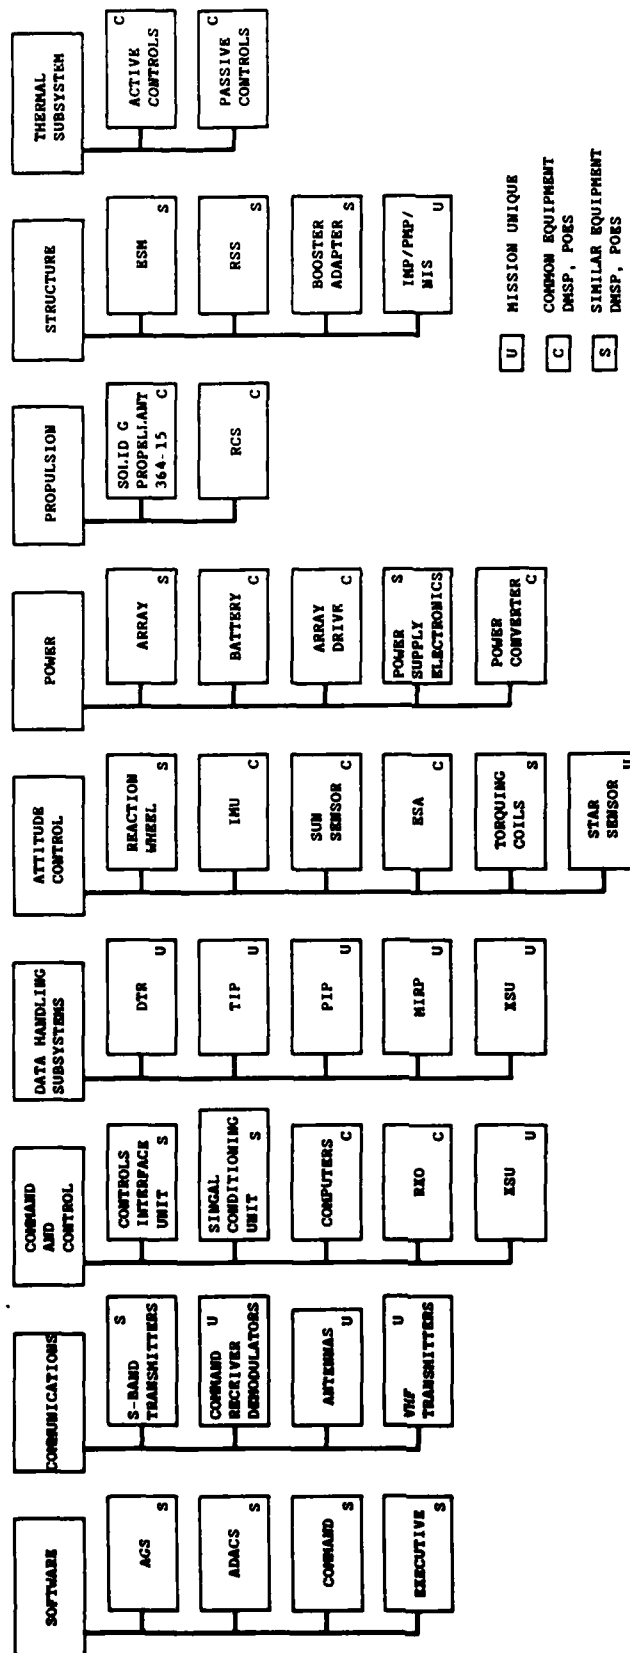 SOFTWARE
AGS
S
ADACS
S
COMMAND
S
EXECUTIVE
S
COMMUNICATIONS
S-BAND
TRANSMITTERS
S
COMMAND
RECRIVER
DEMODULATORS
U
ANTENNAS
U
VHF
TRANSMITTERS
U
COMMAND
AND
CONTROL
CONTROLS
INTERFACE
UNIT
S
SINGAL
CONDITIONING
UNIT
S
COMPUTERS
C
RXO
C
XSU
U
DATA HANDLING
SUBSYSTEMS
DTR
U
TIP
U
PIP
U
MIRP
U
XSU
U
ATTITUDE
CONTROL
REACTION
WHEEL
S
IMU
C
SUN
SENSOR
C
ESA
C
TORQUING
COILS
S
STAR
SENSOR
U
POWER
ARRAY
S
BATTERY
C
ARRAY
DRIVE
C
POWER
SUPPLY
ELECTRONICS
S
POWER
CONVERTER
C
PROPULSION
SOLID G
PROPELLANT
364-15
C
RCS
C
STRUCTURE
ESM
S
RSS
S
BOOSTER
ADAPTER
S
IMP/PMP/
NIS
U
THERMAL
SUBSYSTEM
ACTIVE
CONTROLS
C
PASSIVE
CONTROLS
C
U MISSION UNIQUE
C COMMON EQUIPMENT
DMSP, POES
S SIMILAR EQUIPMENT
DMSP, POES